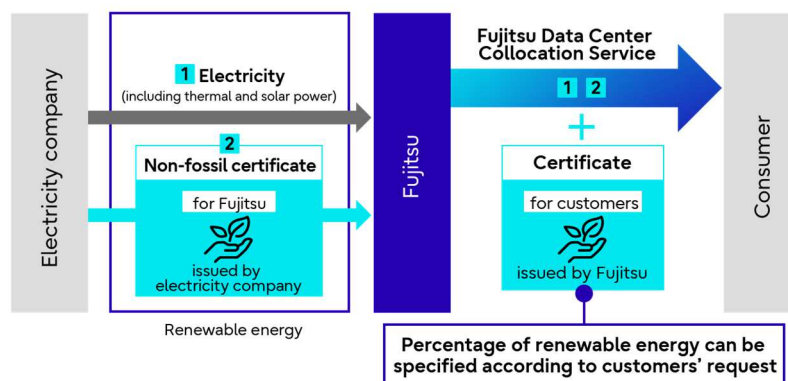 Electricity company
1 Electricity
(including thermal and solar power)
2
Non-fossil certificate
for Fujitsu
issued by
electricity company
Renewable energy
Fujitsu
Fujitsu Data Center
Collocation Service
1 2
+
Certificate
for customers
issued by Fujitsu
Percentage of renewable energy can be
specified according to customers' request
Consumer